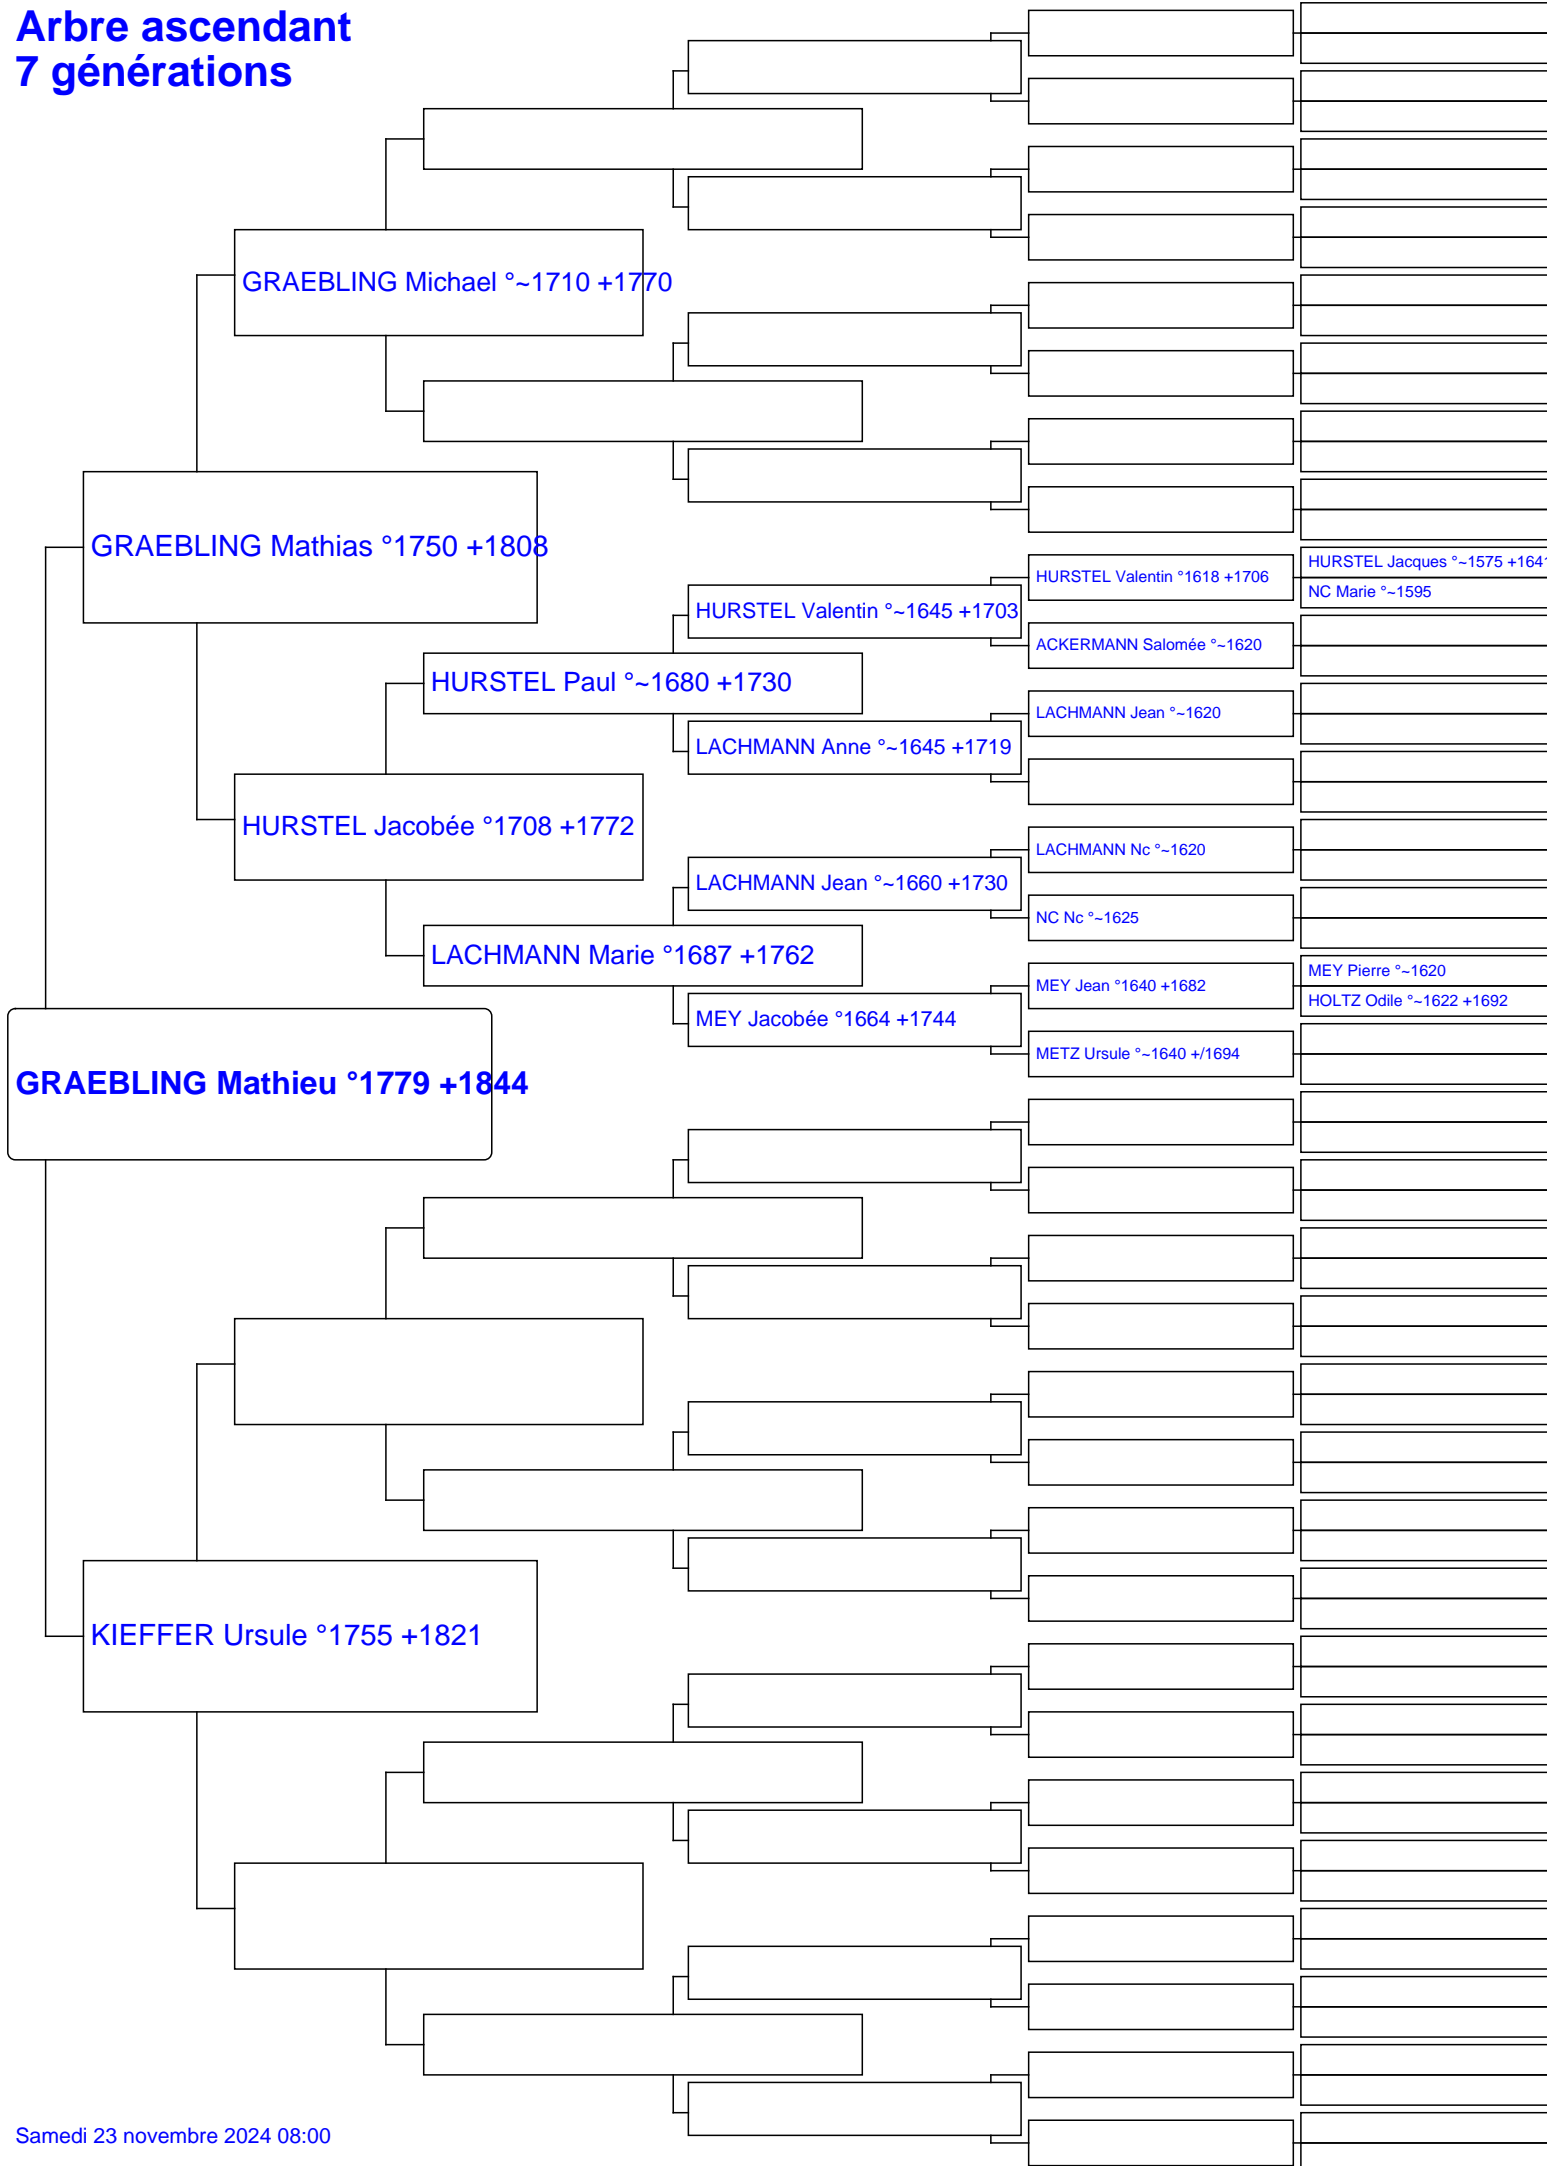 Arbre ascendant
7 générations
GRAEBLING Michael °~1710 +1770
GRAEBLING Mathias °1750 +1808
HURSTEL Jacques °~1575 +1641
HURSTEL Valentin °1618 +1706
NC Marie °~1595
HURSTEL Valentin °~1645 +1703
ACKERMANN Salomée °~1620
HURSTEL Paul °~1680 +1730
LACHMANN Jean °~1620
LACHMANN Anne °~1645 +1719
HURSTEL Jacobée °1708 +1772
LACHMANN Nc °~1620
LACHMANN Jean °~1660 +1730
NC Nc °~1625
LACHMANN Marie °1687 +1762
MEY Pierre °~1620
MEY Jean °1640 +1682
HOLTZ Odile °~1622 +1692
MEY Jacobée °1664 +1744
METZ Ursule °~1640 +/1694
GRAEBLING Mathieu °1779 +1844
KIEFFER Ursule °1755 +1821
Samedi 23 novembre 2024 08:00